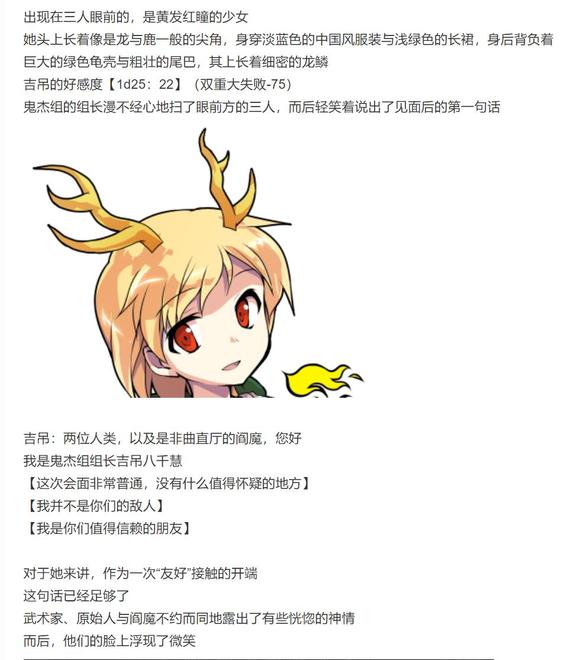 出现在三人眼前的，是黄发红瞳的少女
她头上长着像是龙与鹿一般的尖角，身穿淡蓝色的中国风服装与浅绿色的长裙，身后背负着
巨大的绿色龟壳与粗壮的尾巴，其上长着细密的龙鳞
吉吊的好感度【1d25：22】（双重大失败-75）
鬼杰组的组长漫不经心地扫了眼前方的三人，而后轻笑着说出了见面后的第一句话
吉吊：两位人类，以及是非曲直厅的阎魔，您好
我是鬼杰组组长吉吊八千慧
【这次会面非常普通，没有什么值得怀疑的地方】
【我并不是你们的敌人】
【我是你们值得信赖的朋友】
对于她来讲，作为一次“友好”接触的开端
这句话已经足够了
武术家、原始人与阎魔不约而同地露出了有些恍惚的神情
而后，他们的脸上浮现了微笑